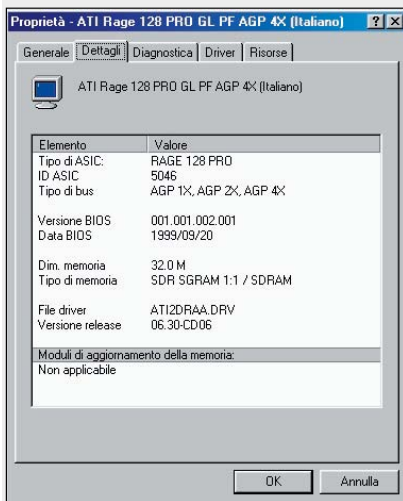 Proprietà - ATI Rage 128 PRO GL PF AGP 4X (Italiano)
Generale Dettagli Diagnostica Driver Risorse
ATI Rage 128 PRO GL PF AGP 4X (Italiano)
Elemento Valore
Tipo di ASIC: RAGE 128 PRO
ID ASIC 5046
Tipo di bus AGP 1X, AGP 2X, AGP 4X
Versione BIOS 001.001.002.001
Data BIOS 1999/09/20
Dim. memoria 32.0 M
Tipo di memoria SDR SGRAM 1:1 / SDRAM
File driver ATI2DRAA.DRV
Versione release 06.30-CD06
Moduli di aggiornamento della memoria:
Non applicabile
OK Annulla